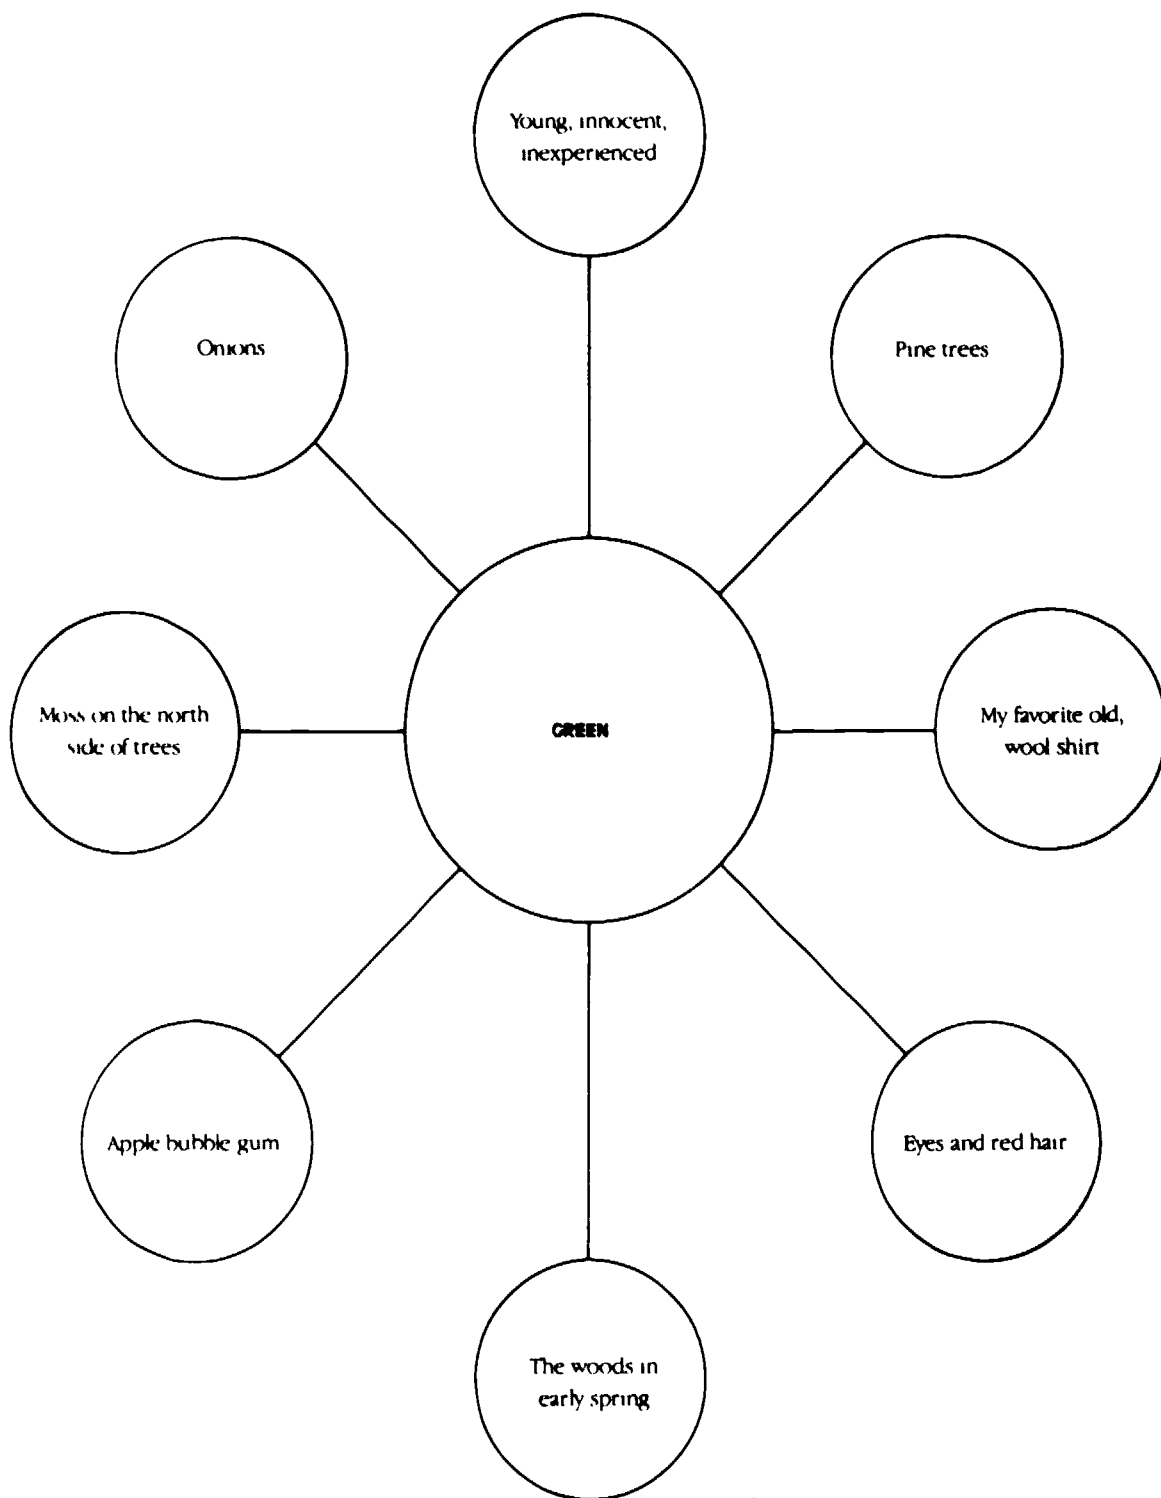 Young, innocent,
inexperienced
Onions
Pine trees
Moss on the north
side of trees
GREEN
My favorite old,
wool shirt
Apple bubble gum
Eyes and red hair
The woods in
early spring